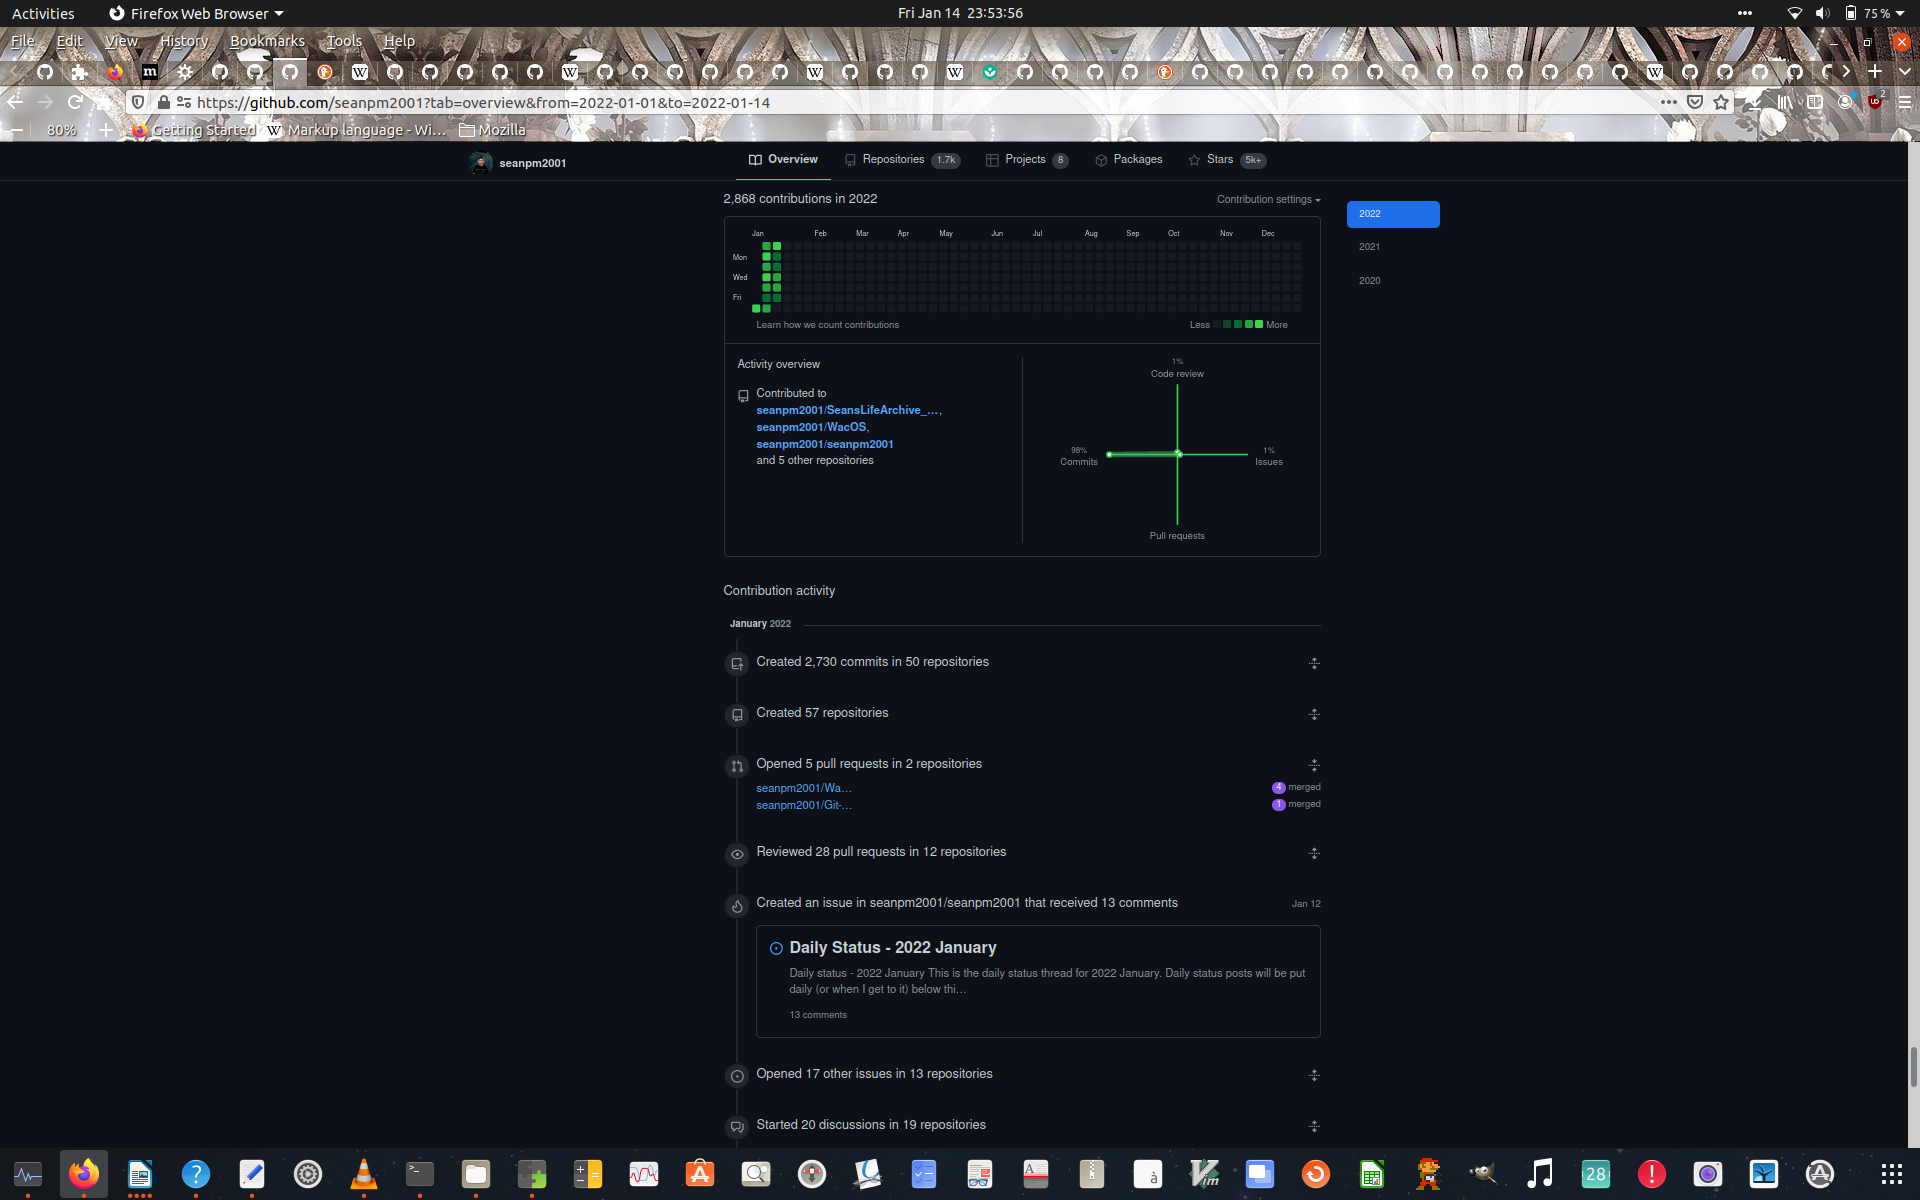 Activities
Firefox Web Browser
Fri Jan 14 23:53:56
75 %
File Edit View History Bookmarks Tools Help
https://github.com/seanpm2001?tab=overview&from=2022-01-01&to=2022-01-14
2
80%
Getting Started
Markup language - Wi…
Mozilla
seanpm2001
Overview
Repositories 1.7k
Projects 8
Packages
Stars 5k+
2,868 contributions in 2022
Contribution settings
2022
2021
2020
Jan Feb Mar Apr May Jun Jul Aug Sep Oct Nov Dec
Mon
Wed
Fri
Learn how we count contributions
Less More
Activity overview
Contributed to
seanpm2001/SeansLifeArchive_…,
seanpm2001/WacOS,
seanpm2001/seanpm2001
and 5 other repositories
1%
Code review
98%
Commits
1%
Issues
Pull requests
Contribution activity
January 2022
Created 2,730 commits in 50 repositories
Created 57 repositories
Opened 5 pull requests in 2 repositories
seanpm2001/Wa… 4 merged
seanpm2001/Git-… 1 merged
Reviewed 28 pull requests in 12 repositories
Created an issue in seanpm2001/seanpm2001 that received 13 comments
Jan 12
Daily Status - 2022 January
Daily status - 2022 January This is the daily status thread for 2022 January. Daily status posts will be put
daily (or when I get to it) below thi…
13 comments
Opened 17 other issues in 13 repositories
Started 20 discussions in 19 repositories
28